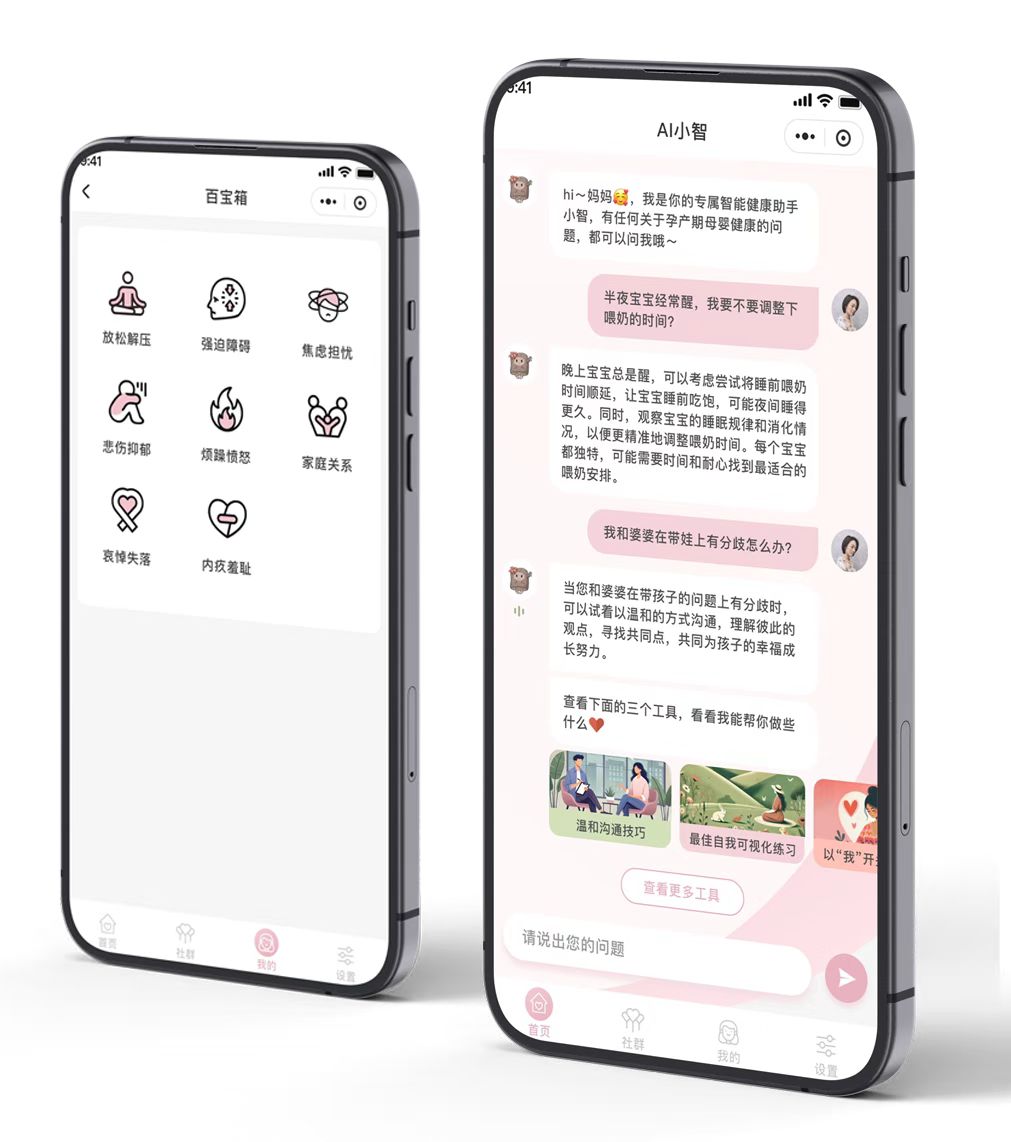 9:41
百宝箱
放松解压
强迫障碍
焦虑担忧
悲伤抑郁
烦躁愤怒
家庭关系
哀悼失落
内疚羞耻
首页
社群
我的
设置
9:41
AI小智
hi～妈妈🥰，我是你的专属智能健康助手
小智，有任何关于孕产期母婴健康的问
题，都可以问我哦～
半夜宝宝经常醒，我要不要调整下
喂奶的时间?
晚上宝宝总是醒，可以考虑尝试将睡前喂奶
时间顺延，让宝宝睡前吃饱，可能夜间睡得
更久。同时，观察宝宝的睡眠规律和消化情
况，以便更精准地调整喂奶时间。每个宝宝
都独特，可能需要时间和耐心找到最适合的
喂奶安排。
我和婆婆在带娃上有分歧怎么办?
当您和婆婆在带孩子的问题上有分歧时，
可以试着以温和的方式沟通，理解彼此的
观点，寻找共同点，共同为孩子的幸福成
长努力。
查看下面的三个工具，看看我能帮你做些
什么❤️
温和沟通技巧
最佳自我可视化练习
以“我”开
查看更多工具
请说出您的问题
首页
社群
我的
设置